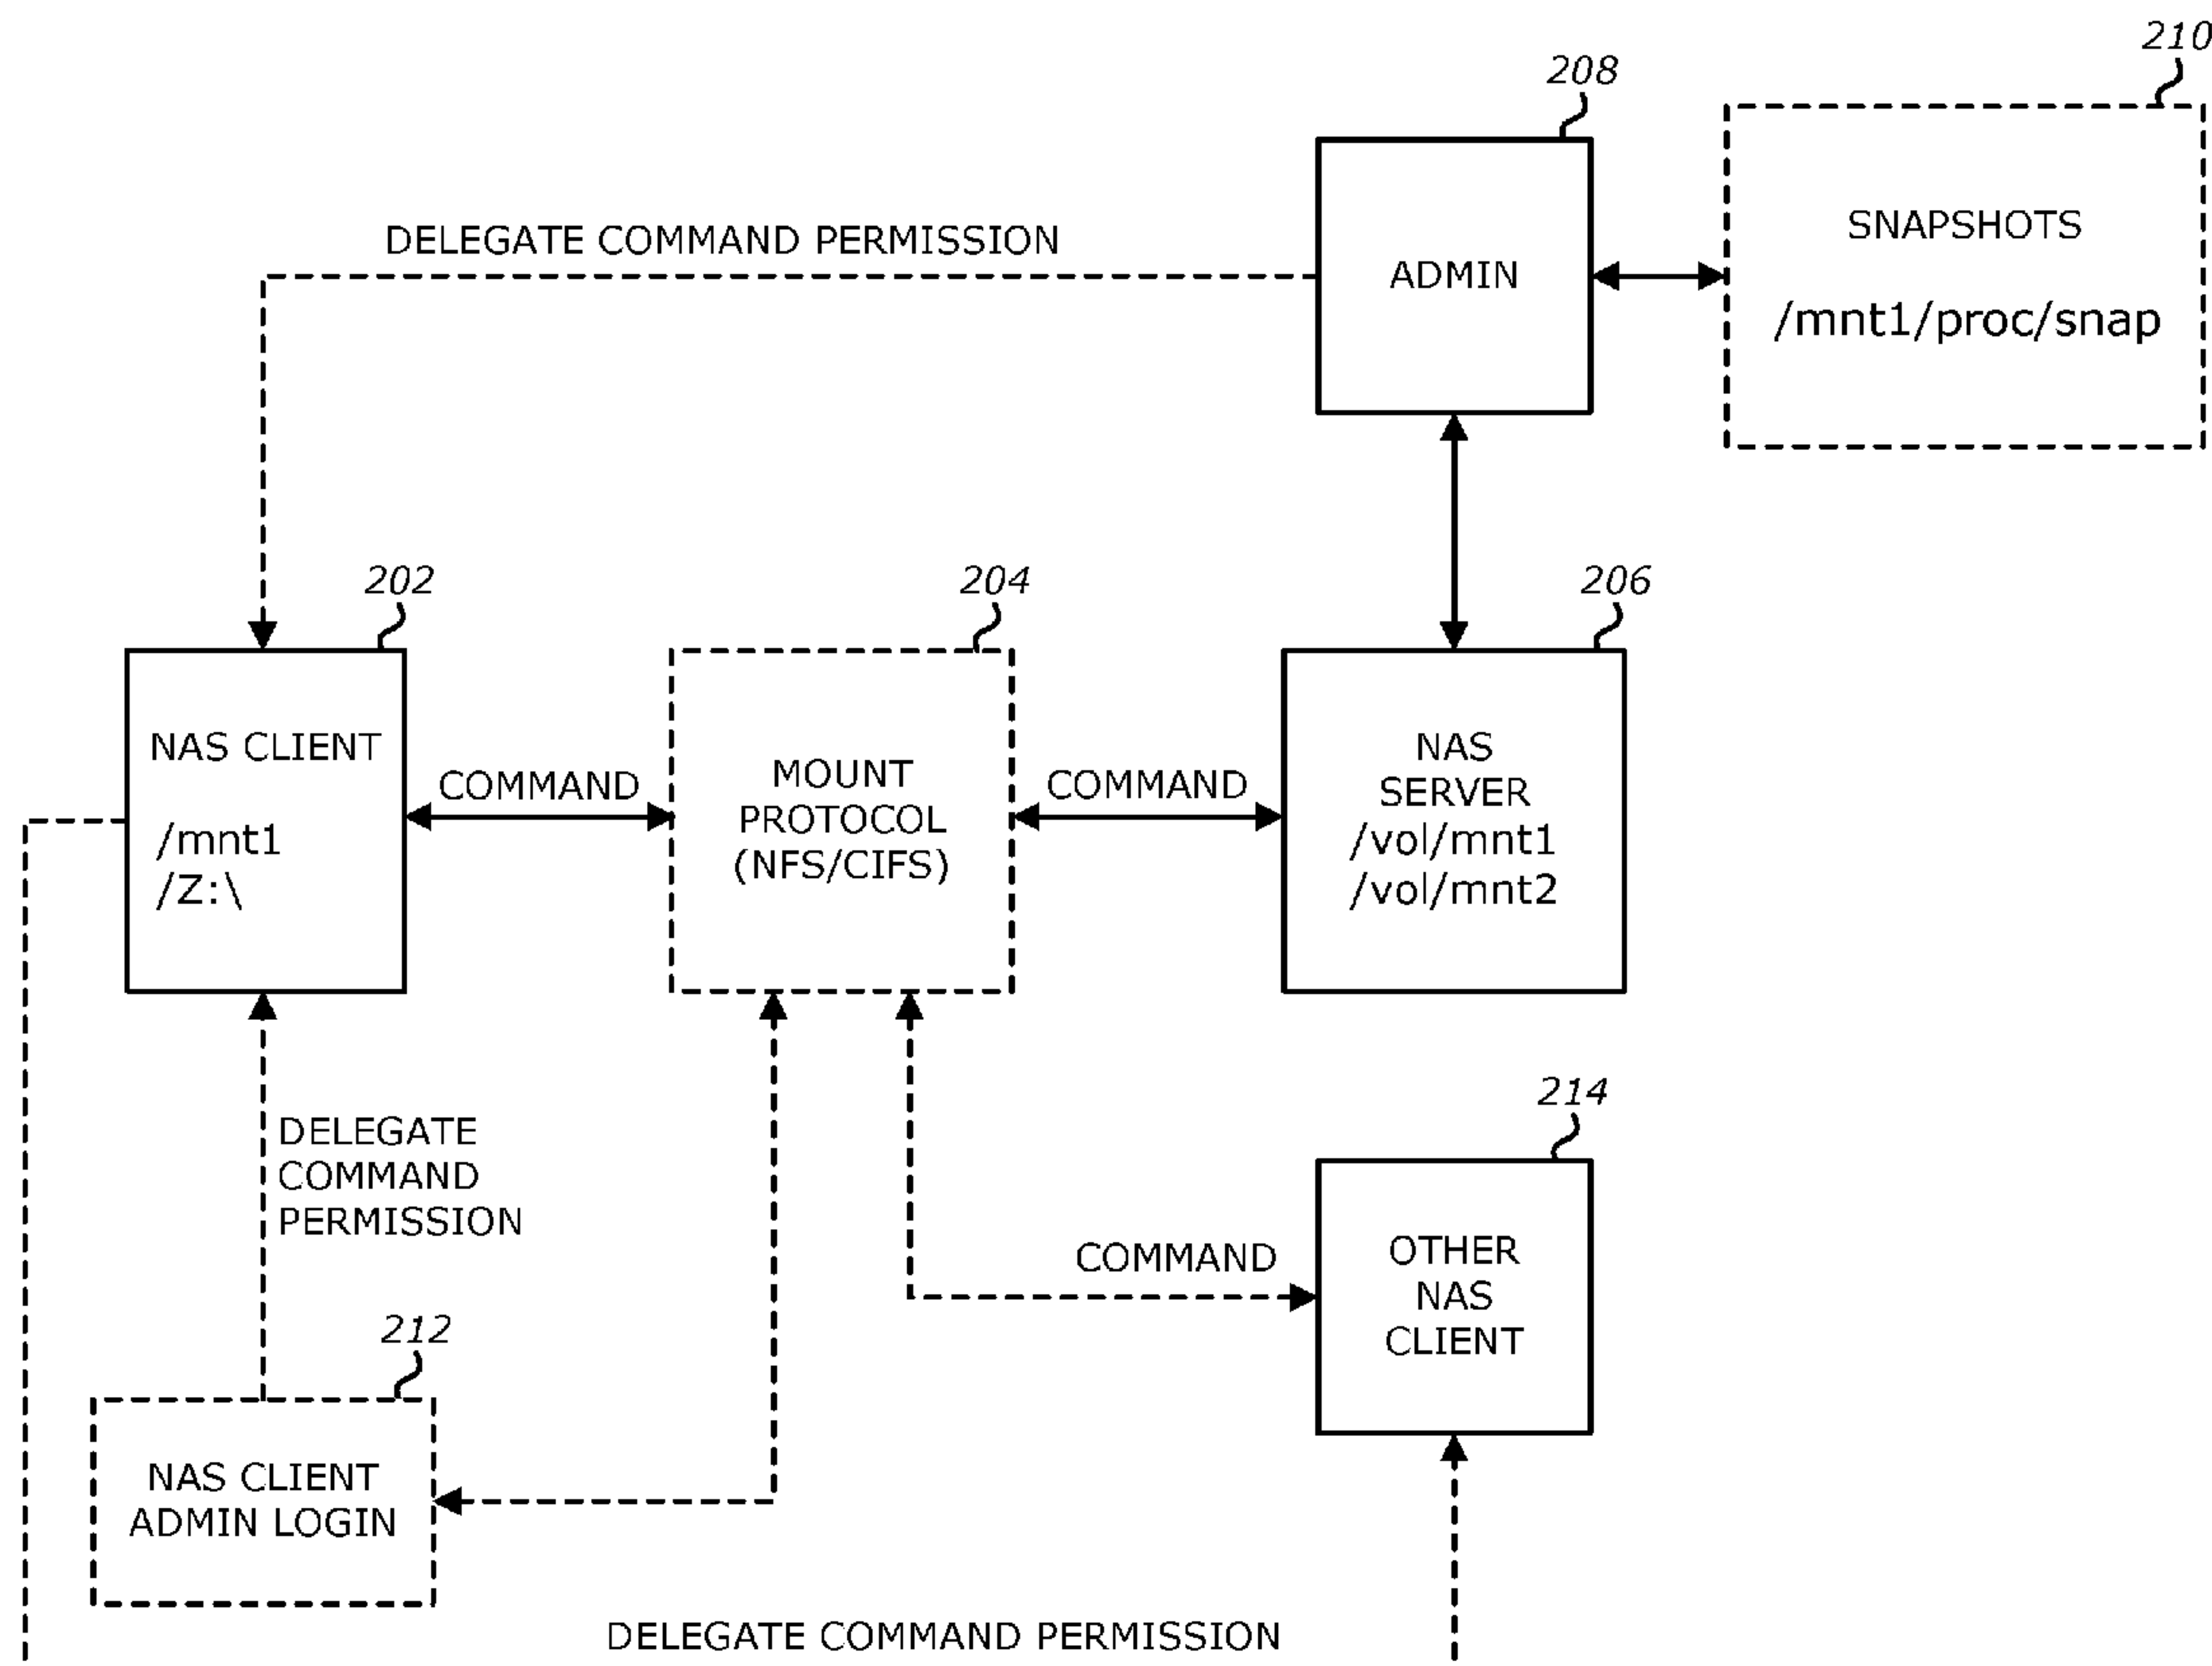 210
208
SNAPSHOTS
/mnt1/proc/snap
DELEGATE COMMAND PERMISSION
ADMIN
202
204
206
NAS CLIENT
/mnt1
/Z:\
COMMAND
MOUNT
PROTOCOL
(NFS/CIFS)
COMMAND
NAS
SERVER
/vol/mnt1
/vol/mnt2
214
DELEGATE
COMMAND
PERMISSION
COMMAND
OTHER
NAS
CLIENT
212
NAS CLIENT
ADMIN LOGIN
DELEGATE COMMAND PERMISSION